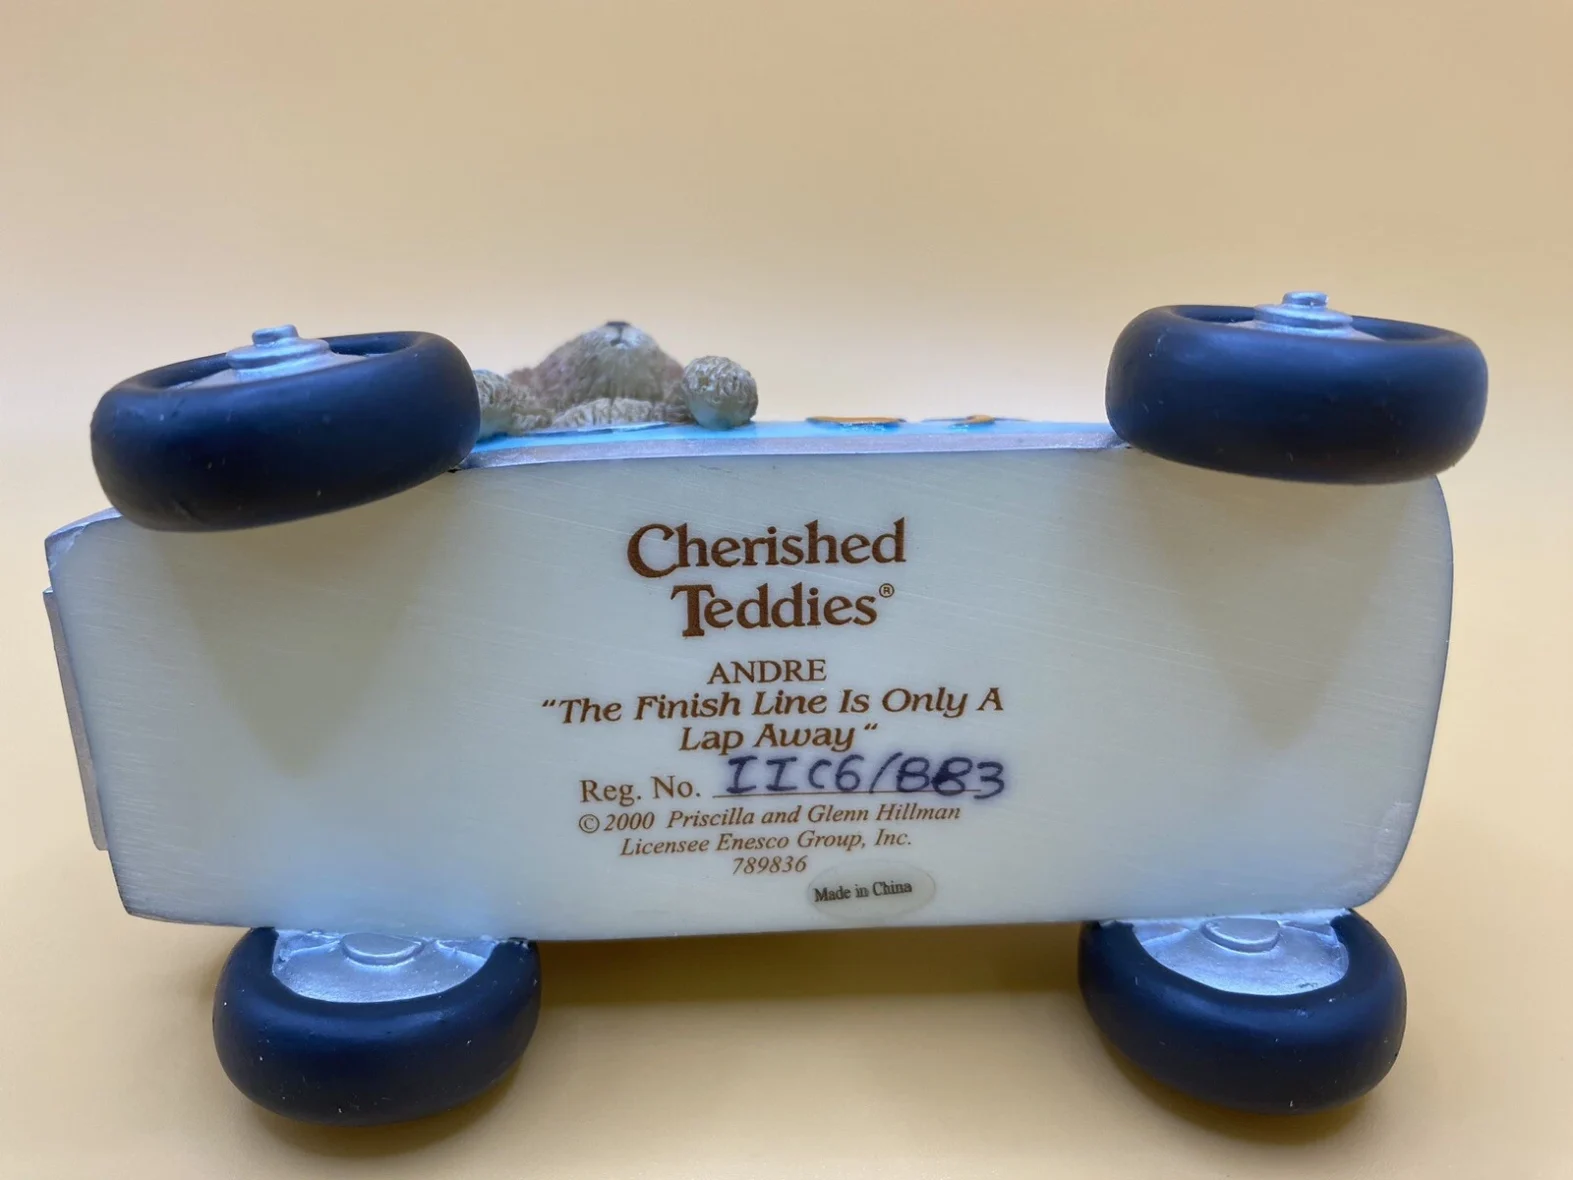 Cherished
Teddies®
ANDRE
“The Finish Line Is Only A
Lap Away“
Reg. No. IIC6/883
© 2000 Priscilla and Glenn Hillman
Licensee Enesco Group, Inc.
789836
Made in China